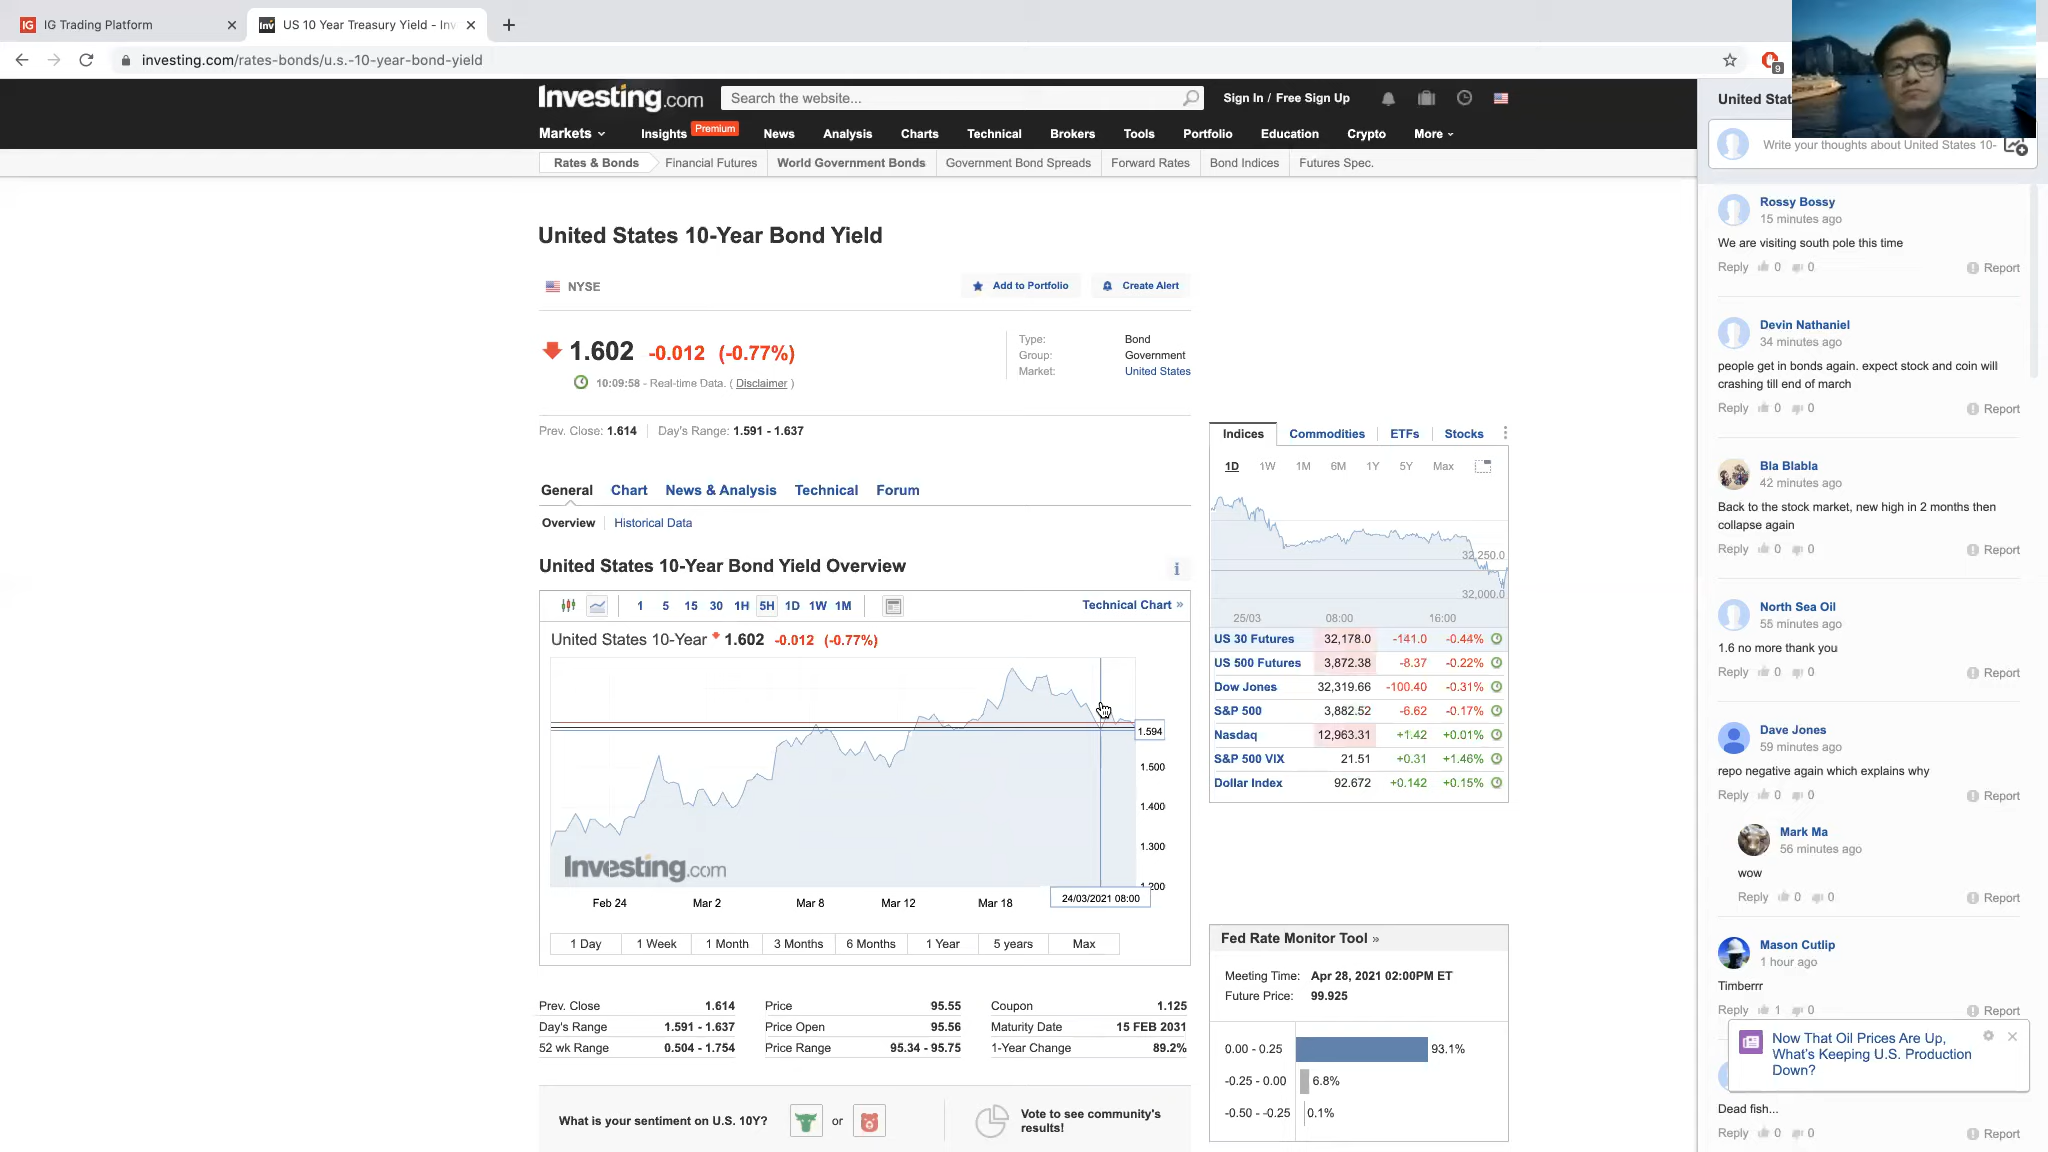 IG Trading Platform
US 10 Year Treasury Yield - Inv
investing.com/rates-bonds/u.s.-10-year-bond-yield
9
Investing.com
Search the website...
Sign In / Free Sign Up
Markets
Insights
Premium
News
Analysis
Charts
Technical
Brokers
Tools
Portfolio
Education
Crypto
More
Rates & Bonds
Financial Futures
World Government Bonds
Government Bond Spreads
Forward Rates
Bond Indices
Futures Spec.
United States 10-Year Bond Yield
NYSE
Add to Portfolio
Create Alert
1.602 -0.012 (-0.77%)
10:09:58 - Real-time Data. ( Disclaimer )
Type: Bond
Group: Government
Market: United States
Prev. Close: 1.614
Day's Range: 1.591 - 1.637
General
Chart
News & Analysis
Technical
Forum
Overview
Historical Data
United States 10-Year Bond Yield Overview
i
1 5 15 30 1H 5H 1D 1W 1M
Technical Chart »
United States 10-Year 1.602 -0.012 (-0.77%)
1.594
1.500
1.400
1.300
1.200
Investing.com
Feb 24
Mar 2
Mar 8
Mar 12
Mar 18
24/03/2021 08:00
1 Day
1 Week
1 Month
3 Months
6 Months
1 Year
5 years
Max
Prev. Close 1.614
Price 95.55
Coupon 1.125
Day's Range 1.591 - 1.637
Price Open 95.56
Maturity Date 15 FEB 2031
52 wk Range 0.504 - 1.754
Price Range 95.34 - 95.75
1-Year Change 89.2%
What is your sentiment on U.S. 10Y?
or
Vote to see community's
results!
Indices
Commodities
ETFs
Stocks
1D 1W 1M 6M 1Y 5Y Max
32,250.0
32,000.0
25/03
08:00
16:00
US 30 Futures 32,178.0 -141.0 -0.44%
US 500 Futures 3,872.38 -8.37 -0.22%
Dow Jones 32,319.66 -100.40 -0.31%
S&P 500 3,882.52 -6.62 -0.17%
Nasdaq 12,963.31 +1.42 +0.01%
S&P 500 VIX 21.51 +0.31 +1.46%
Dollar Index 92.672 +0.142 +0.15%
Fed Rate Monitor Tool »
Meeting Time: Apr 28, 2021 02:00PM ET
Future Price: 99.925
0.00 - 0.25 93.1%
-0.25 - 0.00 6.8%
-0.50 - -0.25 0.1%
United Stat
Write your thoughts about United States 10-
Rossy Bossy
15 minutes ago
We are visiting south pole this time
Reply 0 0 Report
Devin Nathaniel
34 minutes ago
people get in bonds again. expect stock and coin will
crashing till end of march
Reply 0 0 Report
Bla Blabla
42 minutes ago
Back to the stock market, new high in 2 months then
collapse again
Reply 0 0 Report
North Sea Oil
55 minutes ago
1.6 no more thank you
Reply 0 0 Report
Dave Jones
59 minutes ago
repo negative again which explains why
Reply 0 0 Report
Mark Ma
56 minutes ago
wow
Reply 0 0 Report
Mason Cutlip
1 hour ago
Timberrr
Reply 1 0 Report
Now That Oil Prices Are Up,
What's Keeping U.S. Production
Down?
Dead fish...
Reply 0 0 Report